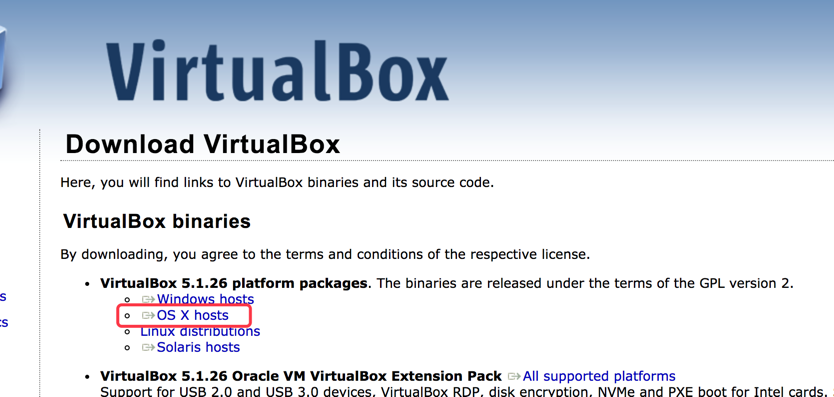 VirtualBox
Download VirtualBox
Here, you will find links to VirtualBox binaries and its source code.
VirtualBox binaries
By downloading, you agree to the terms and conditions of the respective license.
• VirtualBox 5.1.26 platform packages. The binaries are released under the terms of the GPL version 2.
Windows hosts
OS X hosts
Linux distributions
Solaris hosts
• VirtualBox 5.1.26 Oracle VM VirtualBox Extension Pack All supported platforms
Support for USB 2.0 and USB 3.0 devices, VirtualBox RDP, disk encryption, NVMe and PXE boot for Intel cards.